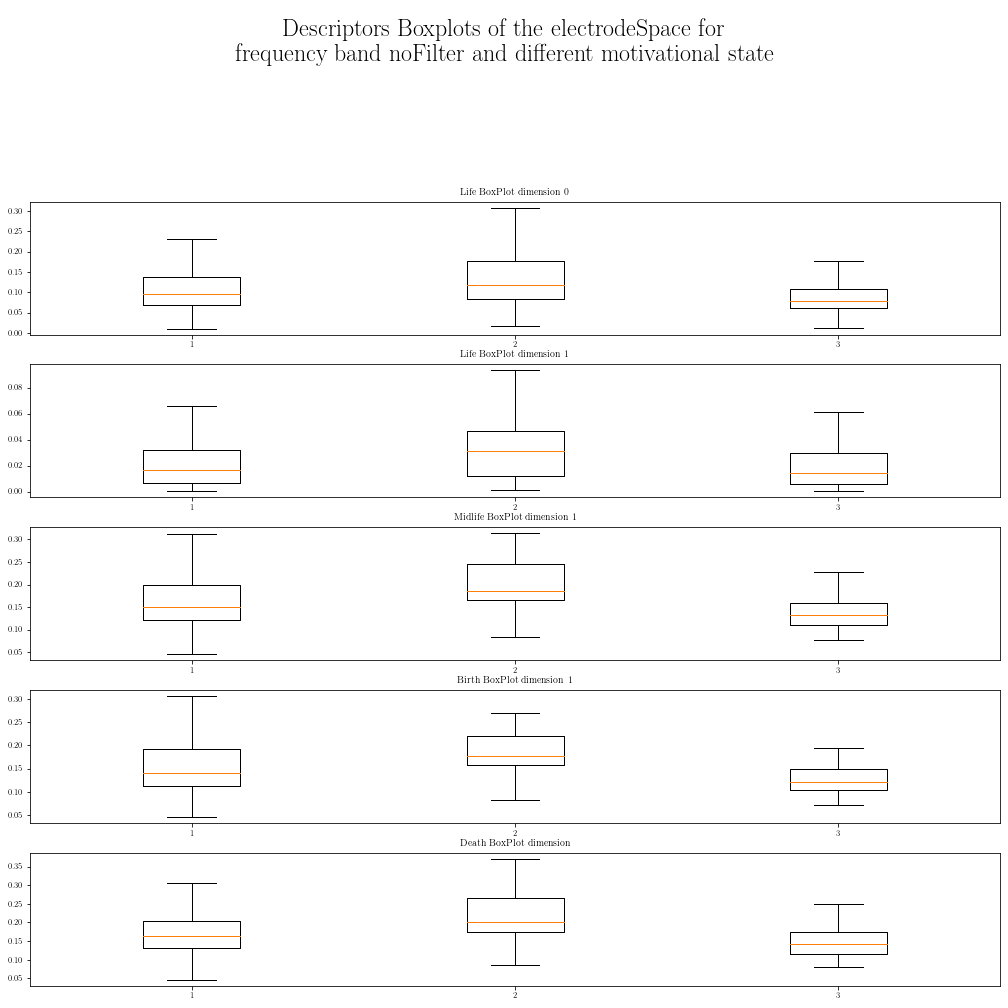 Descriptors Boxplots of the electrodeSpace for
frequency band noFilter and different motivational state
Life BoxPlot dimension 0
0.30
0.25
0.20
0.15
0.10
0.05
0.00
1 2 3
Life BoxPlot dimension 1
0.08
0.06
0.04
0.02
0.00
1 2 3
Midlife BoxPlot dimension 1
0.30
0.25
0.20
0.15
0.10
0.05
1 2 3
Birth BoxPlot dimension 1
0.30
0.25
0.20
0.15
0.10
0.05
1 2 3
Death BoxPlot dimension
0.35
0.30
0.25
0.20
0.15
0.10
0.05
1 2 3